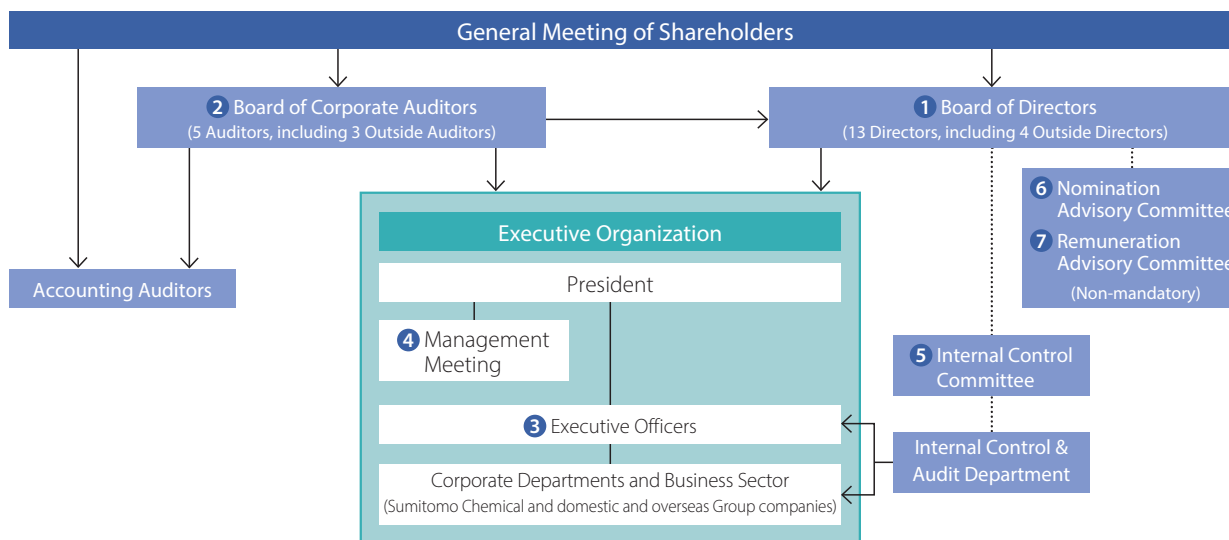 General Meeting of Shareholders
2 Board of Corporate Auditors
(5 Auditors, including 3 Outside Auditors)
1 Board of Directors
(13 Directors, including 4 Outside Directors)
6 Nomination
Advisory Committee
7 Remuneration
Advisory Committee
(Non-mandatory)
Executive Organization
Accounting Auditors
President
4 Management
Meeting
5 Internal Control
Committee
3 Executive Officers
Internal Control &
Audit Department
Corporate Departments and Business Sector
(Sumitomo Chemical and domestic and overseas Group companies)